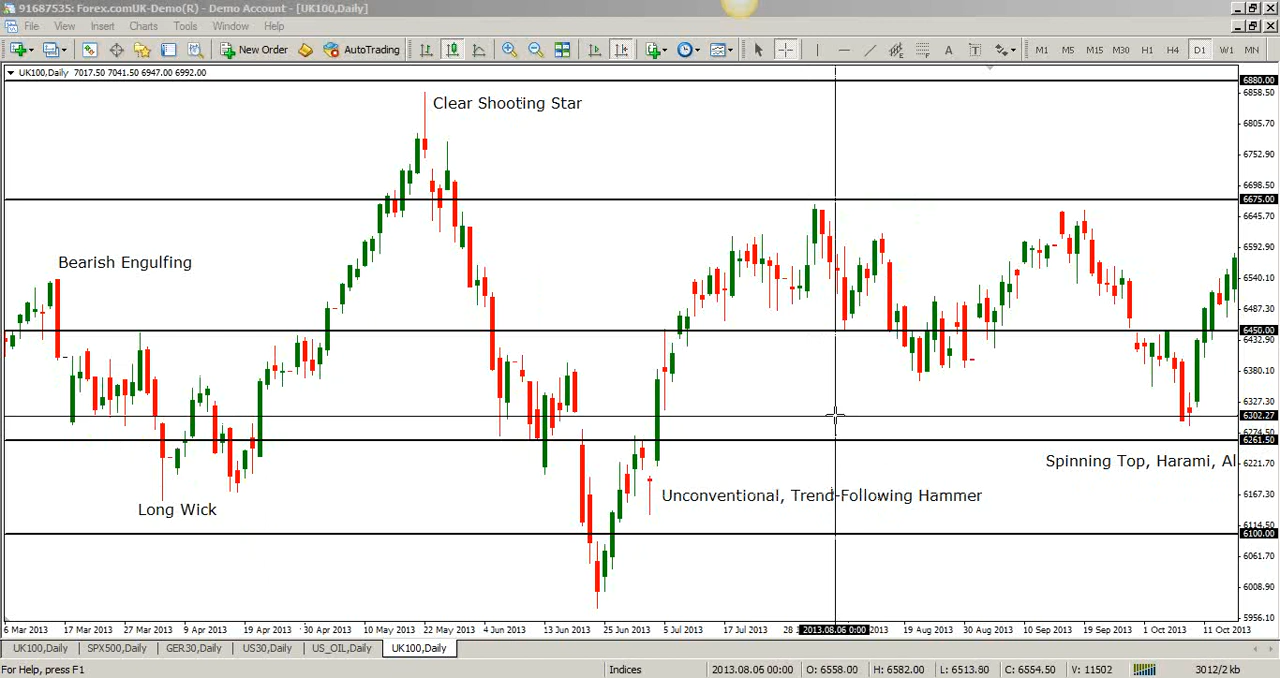 91687535: Forex.comUK-Demo(R) - Demo Account - [UK100,Daily]
File View Insert Charts Tools Window Help
New Order AutoTrading A T M1 M5 M15 M30 H1 H4 D1 W1 MN
UK100,Daily 7017.50 7041.50 6947.00 6992.00
6880.00
6858.50
Clear Shooting Star
6805.70
6752.90
6698.50
6675.00
6645.70
6592.90
Bearish Engulfing
6540.10
6487.30
6450.00
6432.90
6380.10
6327.30
6302.27
6274.50
6261.50
Spinning Top, Harami, Al
6221.70
Unconventional, Trend-Following Hammer
6167.30
Long Wick
6114.50
6100.00
6061.70
6008.90
5956.10
6 Mar 2013 17 Mar 2013 27 Mar 2013 9 Apr 2013 19 Apr 2013 30 Apr 2013 10 May 2013 22 May 2013 4 Jun 2013 13 Jun 2013 25 Jun 2013 5 Jul 2013 17 Jul 2013 28 2013.08.06 0:00 2013 19 Aug 2013 30 Aug 2013 10 Sep 2013 19 Sep 2013 1 Oct 2013 11 Oct 2013
UK100,Daily SPX500,Daily GER30,Daily US30,Daily US_OIL,Daily UK100,Daily
For Help, press F1 Indices 2013.08.05 00:00 O: 6558.00 H: 6582.00 L: 6513.80 C: 6554.50 V: 11502 3012/2 kb